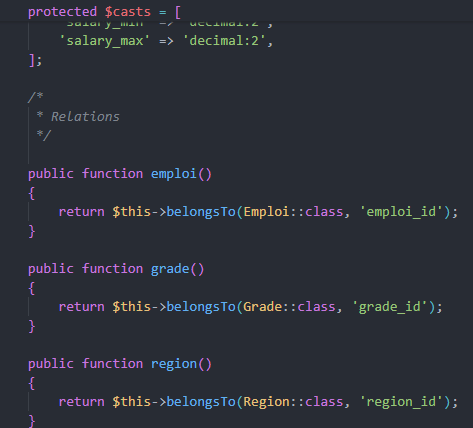 protected $casts = [
'salary_min' => 'decimal:2',
'salary_max' => 'decimal:2',
];
/*
* Relations
*/
public function emploi()
{
return $this->belongsTo(Emploi::class, 'emploi_id');
}
public function grade()
{
return $this->belongsTo(Grade::class, 'grade_id');
}
public function region()
{
return $this->belongsTo(Region::class, 'region_id');
}